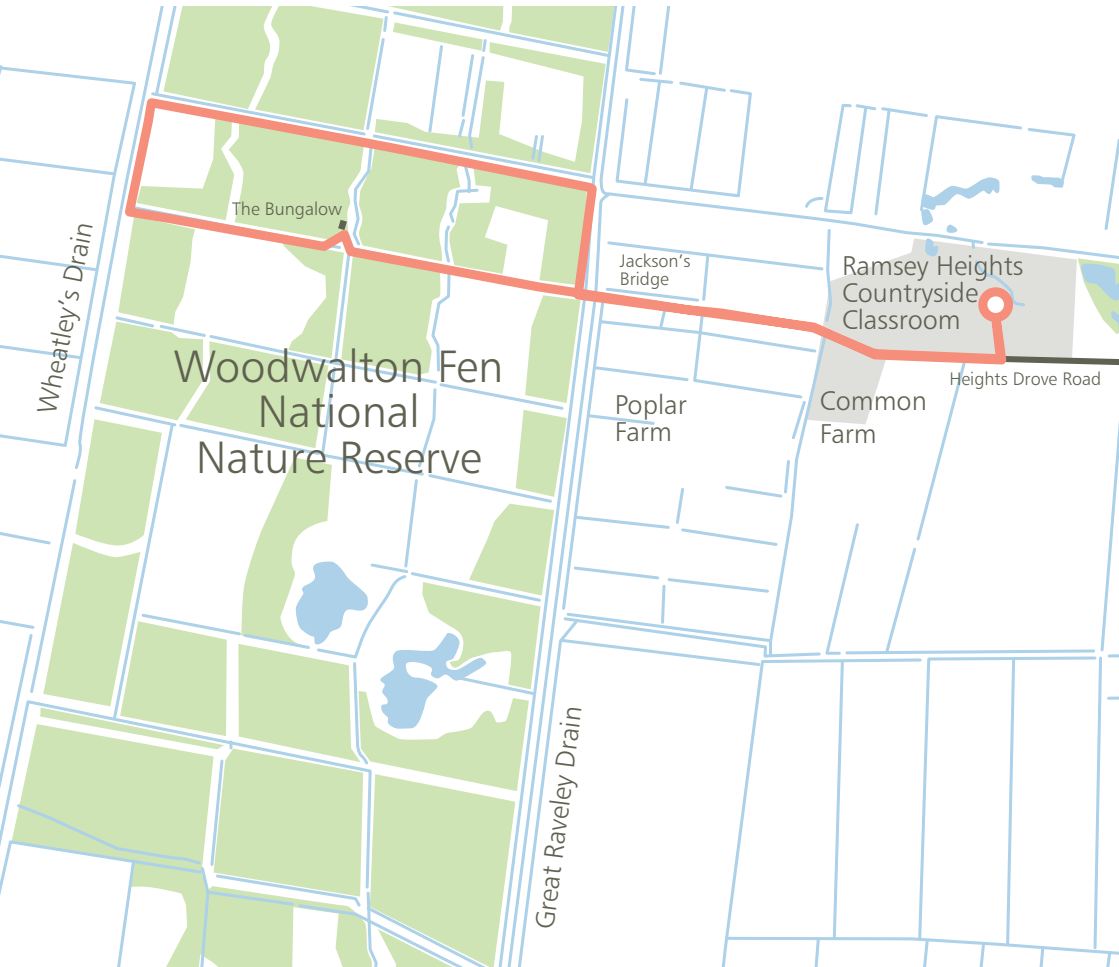 The Bungalow
Wheatley's Drain
Jackson's
Bridge
Ramsey Heights
Countryside
Classroom
Heights Drove Road
Woodwalton Fen
National
Nature Reserve
Poplar
Farm
Common
Farm
Great Raveley Drain